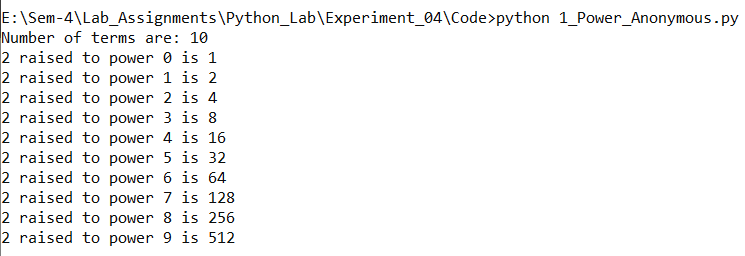 E:\Sem-4\Lab_Assignments\Python_Lab\Experiment_04\Code>python 1_Power_Anonymous.py
Number of terms are: 10
2 raised to power 0 is 1
2 raised to power 1 is 2
2 raised to power 2 is 4
2 raised to power 3 is 8
2 raised to power 4 is 16
2 raised to power 5 is 32
2 raised to power 6 is 64
2 raised to power 7 is 128
2 raised to power 8 is 256
2 raised to power 9 is 512